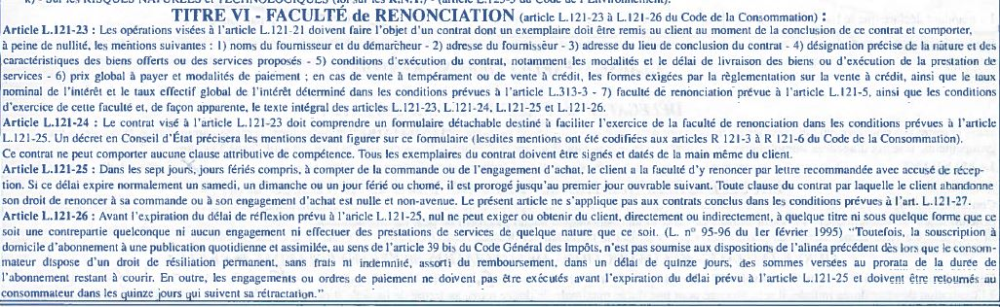 k) - Sur les RISQUES NATURELS et TECHNOLOGIQUES (loi sur les R.N.T.) - (article L.125-5 du Code de l'Environnement).
TITRE VI - FACULTÉ de RENONCIATION (article L.121-23 à L.121-26 du Code de la Consommation) :
Article L.121-23 : Les opérations visées à l'article L.121-21 doivent faire l'objet d'un contrat dont un exemplaire doit être remis au client au moment de la conclusion de ce contrat et comporter,
à peine de nullité, les mentions suivantes : 1) noms du fournisseur et du démarcheur - 2) adresse du fournisseur - 3) adresse du lieu de conclusion du contrat - 4) désignation précise de la nature et des
caractéristiques des biens offerts ou des services proposés - 5) conditions d'exécution du contrat, notamment les modalités et le délai de livraison des biens ou d'exécution de la prestation de
services - 6) prix global à payer et modalités de paiement ; en cas de vente à tempérament ou de vente à crédit, les formes exigées par la règlementation sur la vente à crédit, ainsi que le taux
nominal de l'intérêt et le taux effectif global de l'intérêt déterminé dans les conditions prévues à l'article L.313-3 - 7) faculté de renonciation prévue à l'article L.121-5, ainsi que les conditions
d'exercice de cette faculté et, de façon apparente, le texte intégral des articles L.121-23, L.121-24, L.121-25 et L.121-26.
Article L.121-24 : Le contrat visé à l'article L.121-23 doit comprendre un formulaire détachable destiné à faciliter l'exercice de la faculté de renonciation dans les conditions prévues à l'article
L.121-25. Un décret en Conseil d'État précisera les mentions devant figurer sur ce formulaire (lesdites mentions ont été codifiées aux articles R 121-3 à R 121-6 du Code de la Consommation).
Ce contrat ne peut comporter aucune clause attributive de compétence. Tous les exemplaires du contrat doivent être signés et datés de la main même du client.
Article L.121-25 : Dans les sept jours, jours fériés compris, à compter de la commande ou de l'engagement d'achat, le client a la faculté d'y renoncer par lettre recommandée avec accusé de récep-
tion. Si ce délai expire normalement un samedi, un dimanche ou un jour férié ou chomé, il est prorogé jusqu'au premier jour ouvrable suivant. Toute clause du contrat par laquelle le client abandonne
son droit de renoncer à sa commande ou à son engagement d'achat est nulle et non-avenue. Le présent article ne s'applique pas aux contrats conclus dans les conditions prévues à l'art. L.121-27.
Article L.121-26 : Avant l'expiration du délai de réflexion prévu à l'aricle L.121-25, nul ne peut exiger ou obtenir du client, directement ou indirectement, à quelque titre ni sous quelque forme que ce
soit une contrepartie quelconque ni aucun engagement ni effectuer des prestations de services de quelque nature que ce soit. (L. n° 95-96 du 1er février 1995) "Toutefois, la souscription à
domicile d'abonnement à une publication quotidienne et assimilée, au sens de l'article 39 bis du Code Général des Impôts, n'est pas soumise aux dispositions de l'alinéa précédent dès lors que le consom-
mateur dispose d'un droit de résiliation permanent, sans frais ni indemnité, assorti du remboursement, dans un délai de quinze jours, des sommes versées au prorata de la durée de
l'abonnement restant à courir. En outre, les engagements ou ordres de paiement ne doivent pas être exécutés avant l'expiration du délai prévu à l'article L.121-25 et doivent être retournés au
consommateur dans les quinze jours qui suivent sa rétractation."